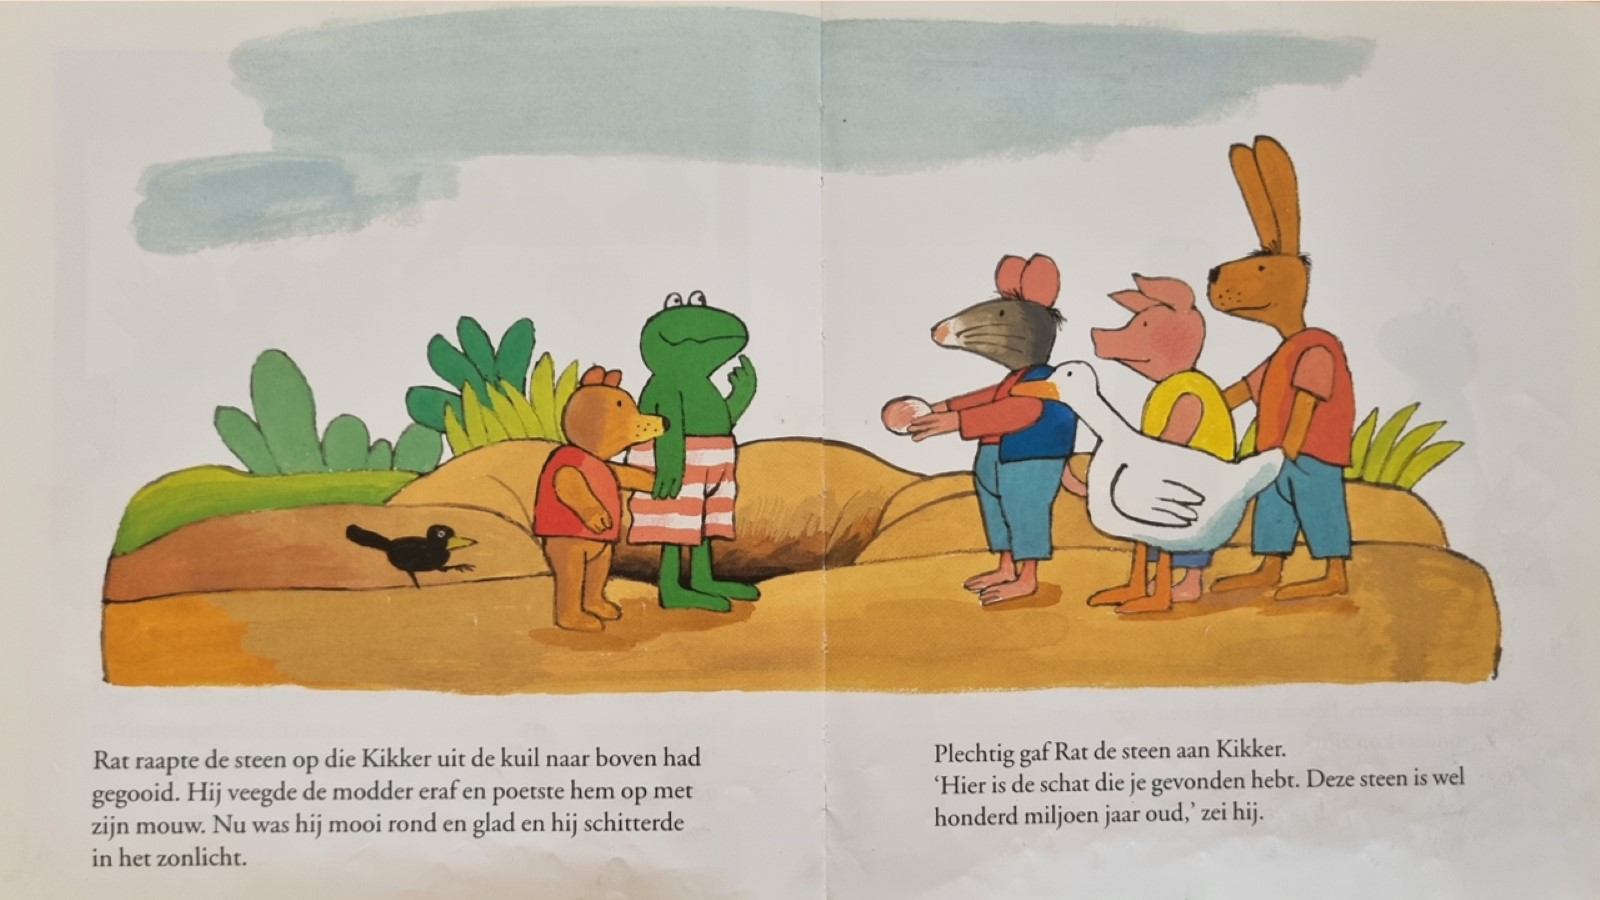 Rat raapte de steen op die Kikker uit de kuil naar boven had
gegooid. Hij veegde de modder eraf en poetste hem op met
zijn mouw. Nu was hij mooi rond en glad en hij schitterde
in het zonlicht.
Plechtig gaf Rat de steen aan Kikker.
‘Hier is de schat die je gevonden hebt. Deze steen is wel
honderd miljoen jaar oud,’ zei hij.